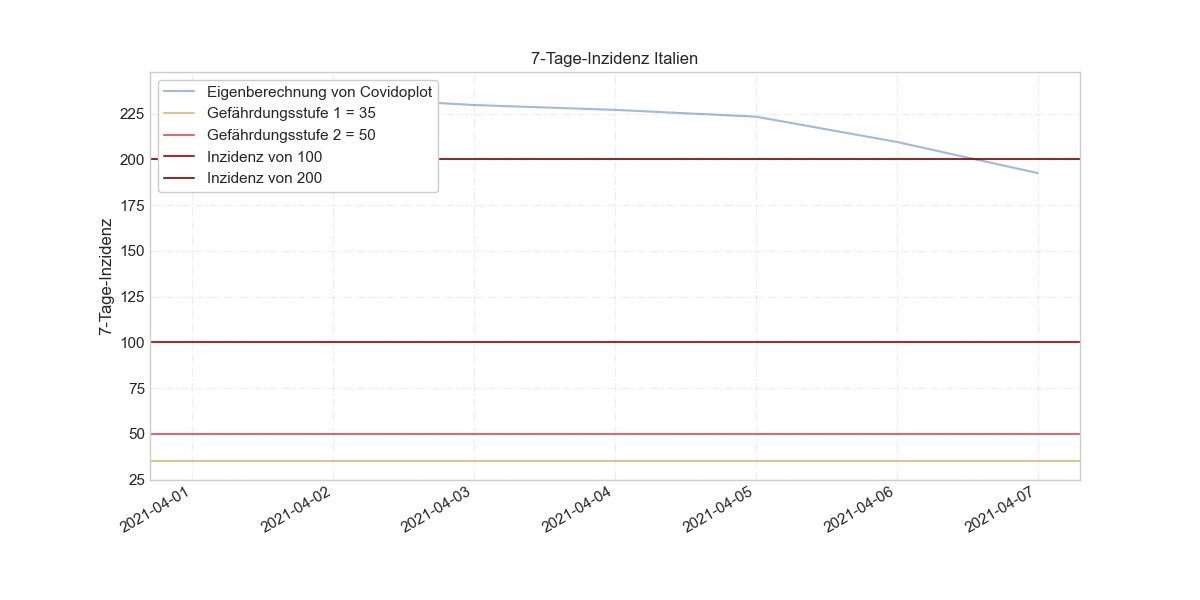 7-Tage-Inzidenz Italien
Eigenberechnung von Covidoplot
Gefährdungsstufe 1 = 35
Gefährdungsstufe 2 = 50
Inzidenz von 100
Inzidenz von 200
7-Tage-Inzidenz
225
200
175
150
125
100
75
50
25
2021-04-01
2021-04-02
2021-04-03
2021-04-04
2021-04-05
2021-04-06
2021-04-07